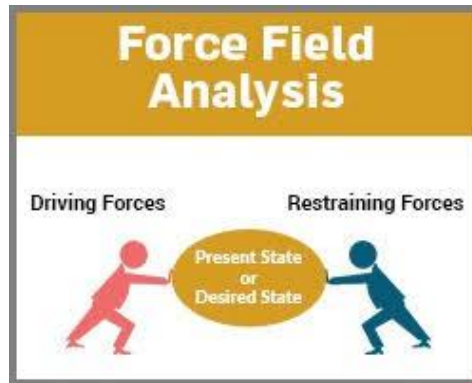 Force Field
Analysis
Driving Forces
Restraining Forces
Present State
or
Desired State